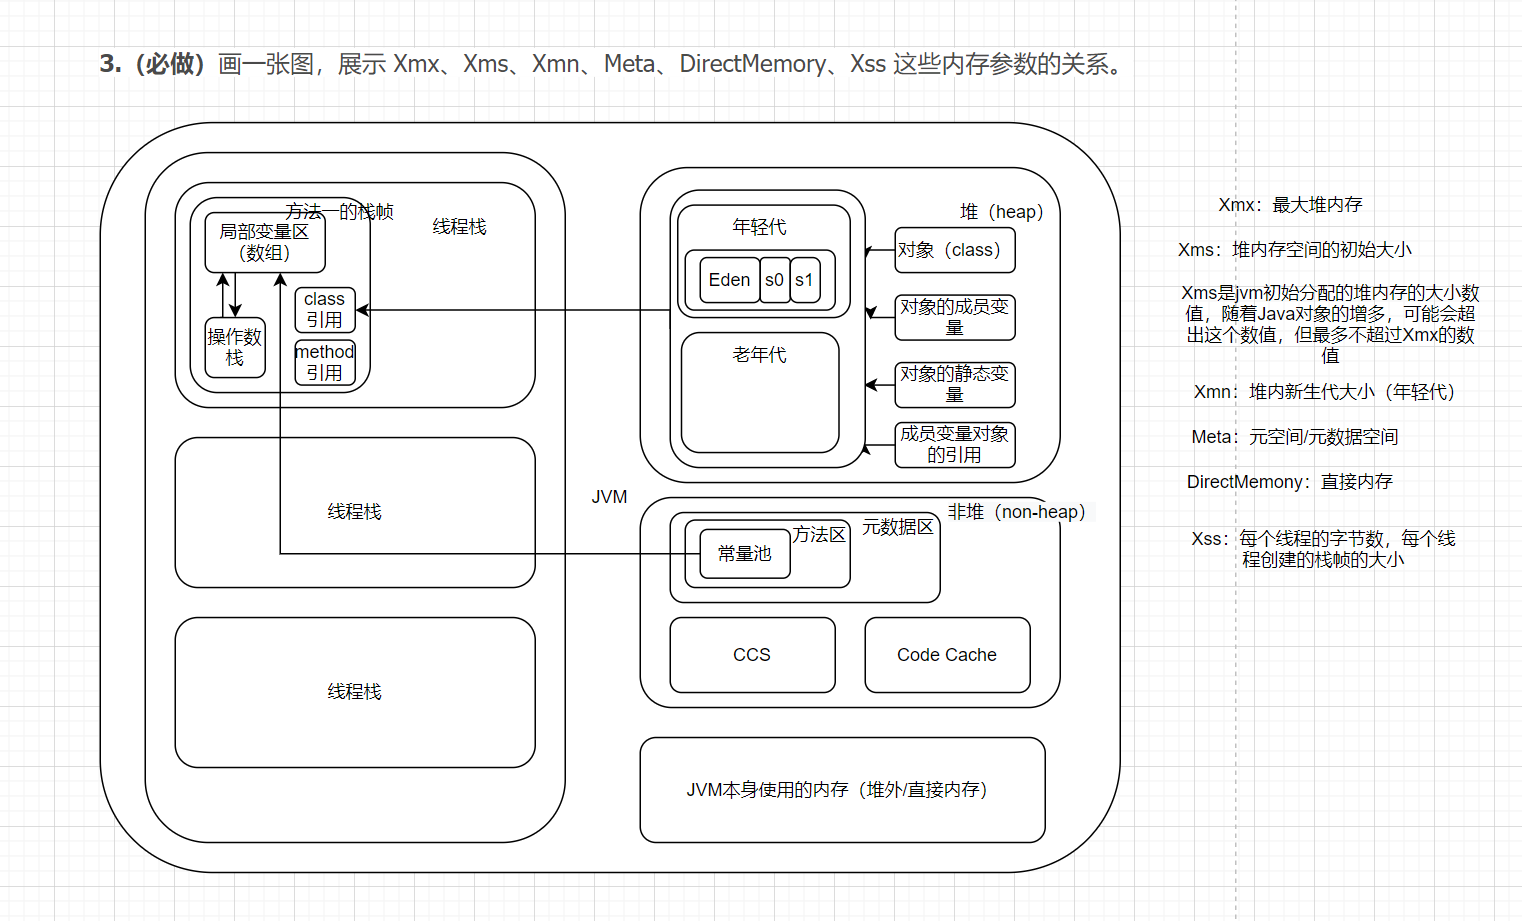 3.（必做）画一张图，展示 Xmx、Xms、Xmn、Meta、DirectMemory、Xss 这些内存参数的关系。
方法一的栈帧
线程栈
局部变量区
（数组）
class
引用
操作数
栈
method
引用
线程栈
线程栈
JVM
堆（heap）
年轻代
Eden
s0
s1
老年代
对象（class）
对象的成员变
量
对象的静态变
量
成员变量对象
的引用
非堆（non-heap）
元数据区
方法区
常量池
CCS
Code Cache
JVM本身使用的内存（堆外/直接内存）
Xmx：最大堆内存
Xms：堆内存空间的初始大小
Xms是jvm初始分配的堆内存的大小数
值，随着Java对象的增多，可能会超
出这个数值，但最多不超过Xmx的数
值
Xmn：堆内新生代大小（年轻代）
Meta：元空间/元数据空间
DirectMemony：直接内存
Xss：每个线程的字节数，每个线
程创建的栈帧的大小